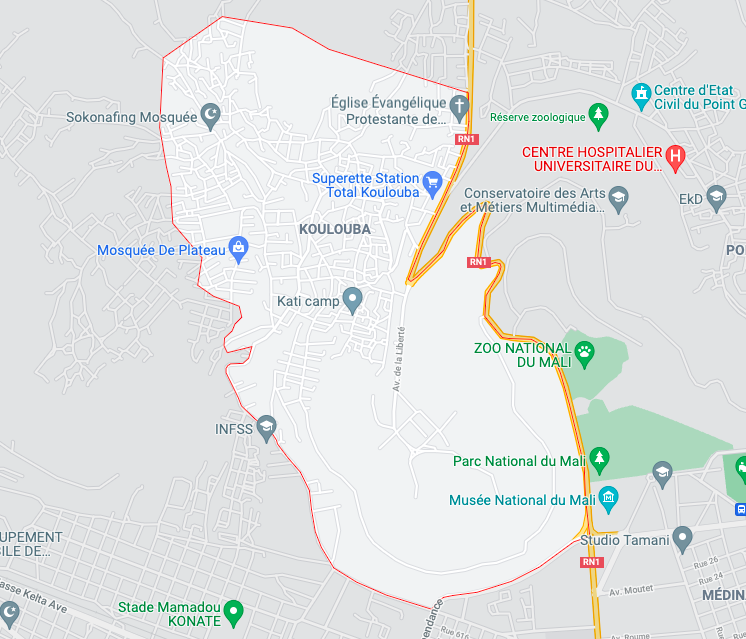 Centre d'Etat
Civil du Point G
Église Évangélique
Protestante de...
Sokonafing Mosquée
Réserve zoologique
RN1
CENTRE HOSPITALIER
UNIVERSITAIRE DU...
Superette Station
Total Koulouba
Conservatoire des Arts
et Métiers Multimédia...
EkD
KOULOUBA
Mosquée De Plateau
PO
RN1
Kati camp
Av. de la Liberté
ZOO NATIONAL
DU MALI
INFSS
Parc National du Mali
Musée National du Mali
UPEMENT
ILE DE...
Studio Tamani
RN1
Rue 26
Rue 24
Av. Moutet
MÉDIN
asse Kelta Ave
Stade Mamadou
KONATE
pendance
Rue 616
Av. Roume